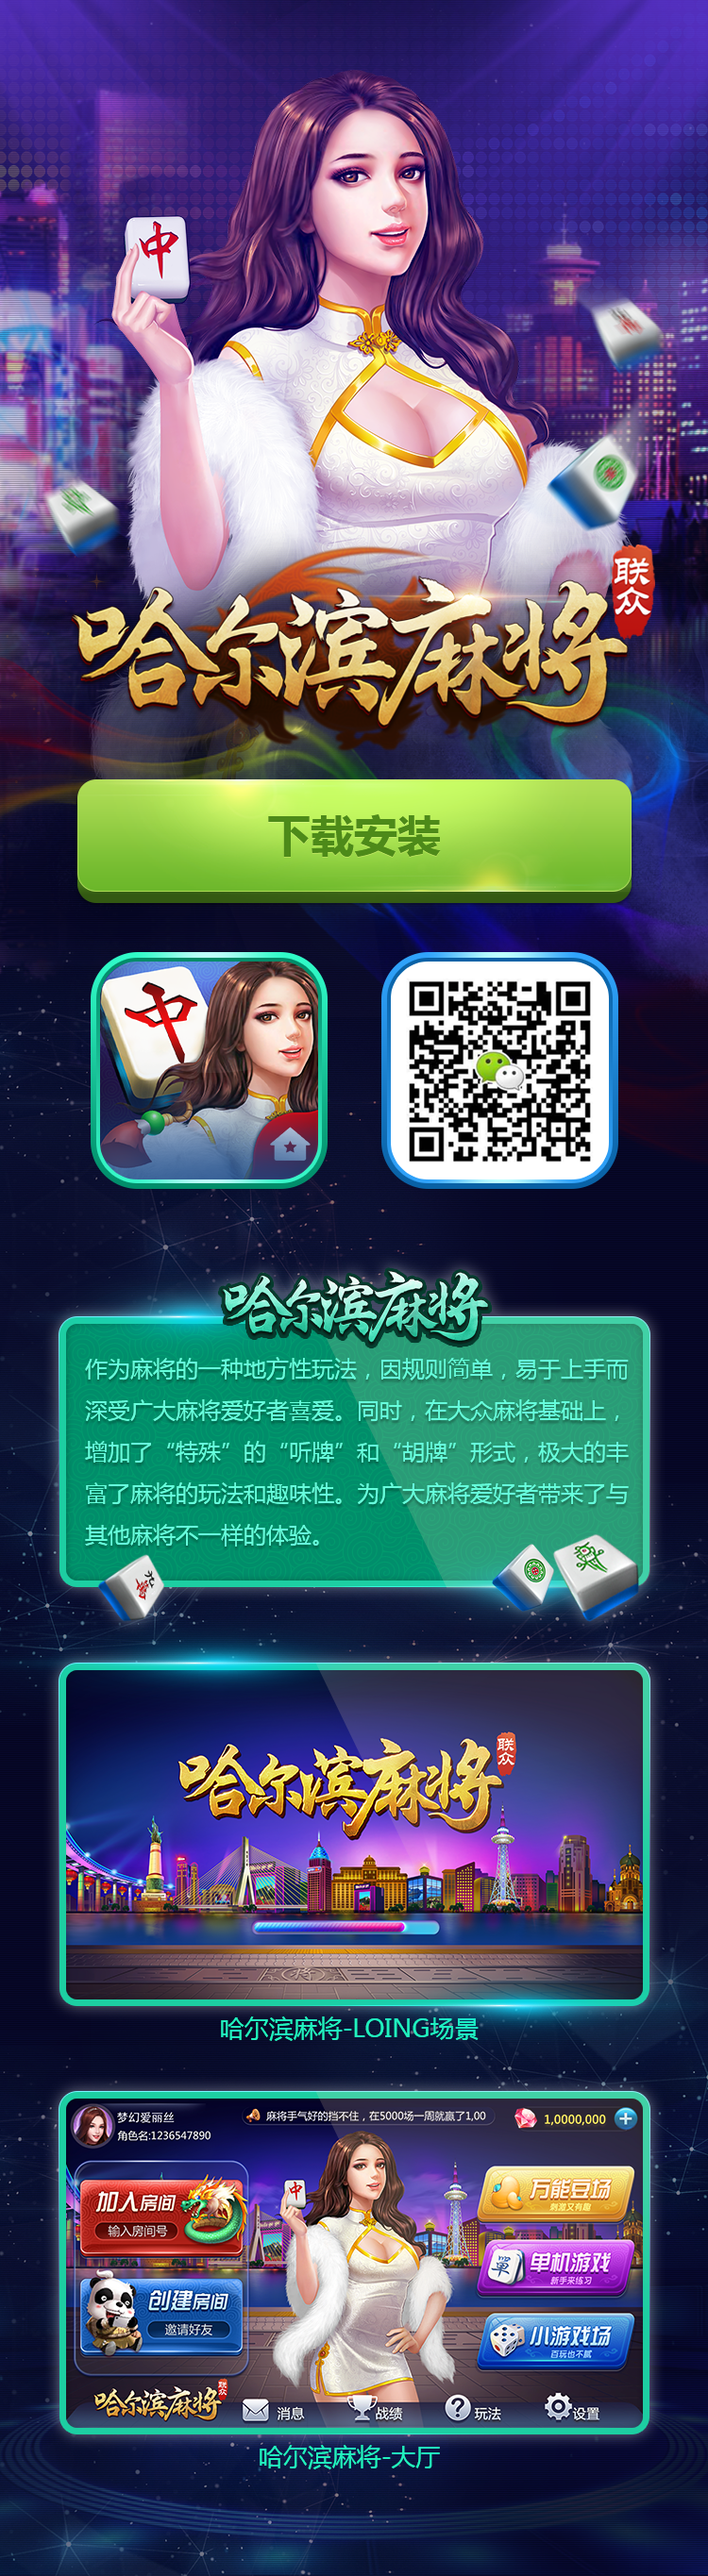 中
联众
哈尔滨麻将
下载安装
中
哈尔滨麻将
作为麻将的一种地方性玩法，因规则简单，易于上手而
深受广大麻将爱好者喜爱。同时，在大众麻将基础上，
增加了“特殊”的“听牌”和“胡牌”形式，极大的丰
富了麻将的玩法和趣味性。为广大麻将爱好者带来了与
其他麻将不一样的体验。
哈尔滨麻将
联众
哈尔滨麻将-LOING场景
梦幻爱丽丝
角色名:1236547890
麻将手气好的挡不住，在5000场一周就赢了1,00
1,0000,000
加入房间
输入房间号
创建房间
邀请好友
中
万能豆场
刺激又有趣
單
单机游戏
新手来练习
小游戏场
百玩也不腻
哈尔滨麻将
联众
消息
战绩
玩法
设置
哈尔滨麻将-大厅